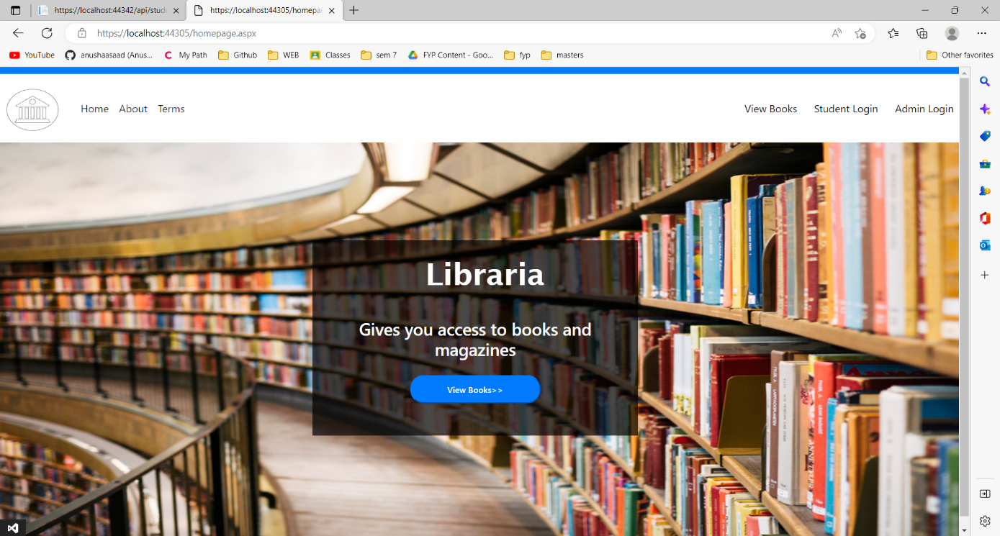 https://localhost:44342/api/stude
https://localhost:44305/homepag
https://localhost:44305/homepage.aspx
YouTube
anushaasaad (Anus...
My Path
Github
WEB
Classes
sem 7
FYP Content - Goo...
fyp
masters
Other favorites
Home About Terms
View Books Student Login Admin Login
Libraria
Gives you access to books and
magazines
View Books>>